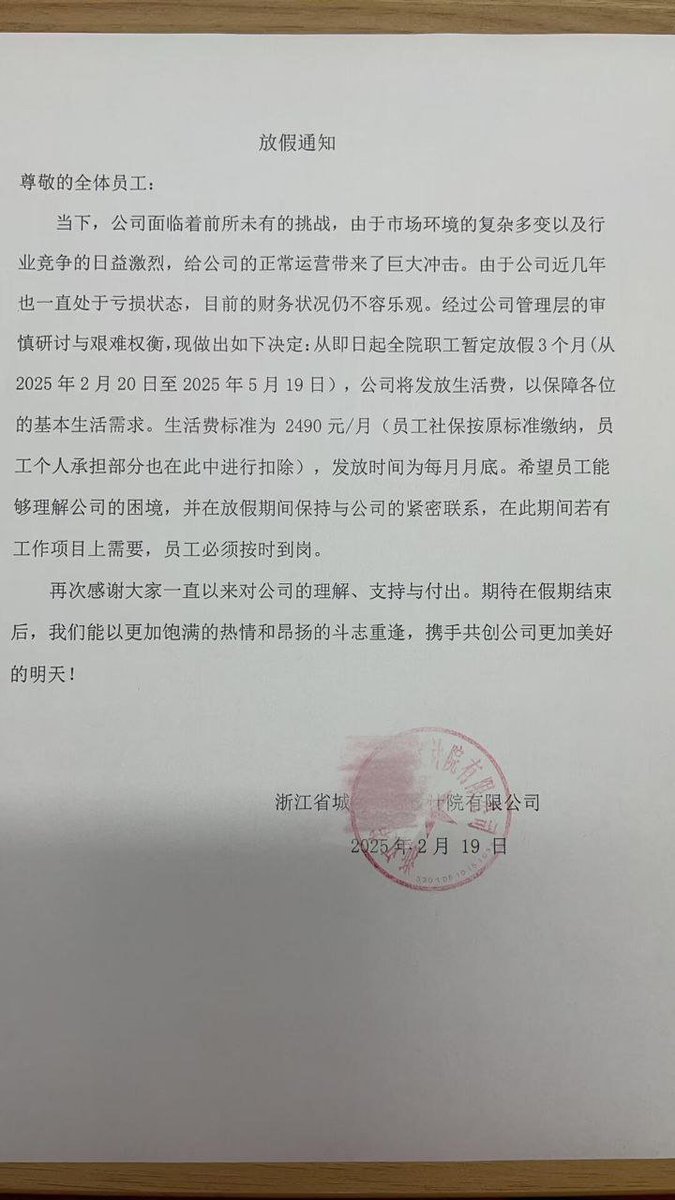 放假通知
尊敬的全体员工：
当下，公司面临着前所未有的挑战，由于市场环境的复杂多变以及行
业竞争的日益激烈，给公司的正常运营带来了巨大冲击。由于公司近几年
也一直处于亏损状态，目前的财务状况仍不容乐观。经过公司管理层的审
慎研讨与艰难权衡，现做出如下决定：从即日起全院职工暂定放假3个月(从
2025年2月20日至2025年5月19日)，公司将发放生活费，以保障各位
的基本生活需求。生活费标准为 2490 元/月（员工社保按原标准缴纳，员
工个人承担部分也在此中进行扣除），发放时间为每月月底。希望员工能
够理解公司的困境，并在放假期间保持与公司的紧密联系，在此期间若有
工作项目上需要，员工必须按时到岗。
再次感谢大家一直以来对公司的理解、支持与付出。期待在假期结束
后，我们能以更加饱满的热情和昂扬的斗志重逢，携手共创公司更加美好
的明天！
浙江省城 计院有限公司
2025年2月19日
计院有限公司